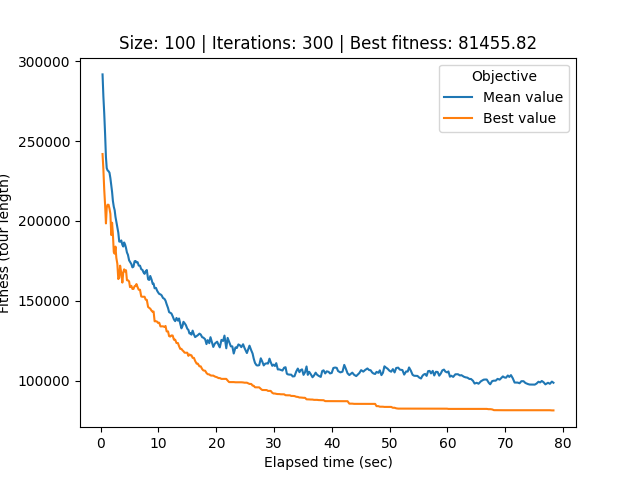 Size: 100 | Iterations: 300 | Best fitness: 81455.82
300000
250000
200000
150000
100000
Fitness (tour length)
Objective
Mean value
Best value
0 10 20 30 40 50 60 70 80
Elapsed time (sec)